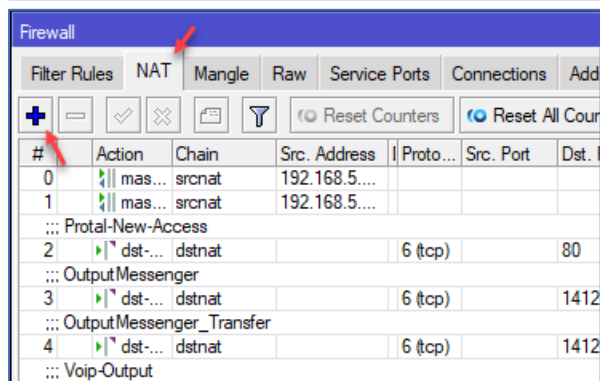 Firewall
Filter Rules NAT Mangle Raw Service Ports Connections Add
Reset Counters Reset All Coun
# Action Chain Src. Address Proto... Src. Port Dst.
0 mas... srcnat 192.168.5....
1 mas... srcnat 192.168.5....
;;; Protal-New-Access
2 dst-... dstnat 6 (tcp) 80
;;; OutputMessenger
3 dst-... dstnat 6 (tcp) 1412
;;; OutputMessenger_Transfer
4 dst-... dstnat 6 (tcp) 1412
;;; Voip-Output